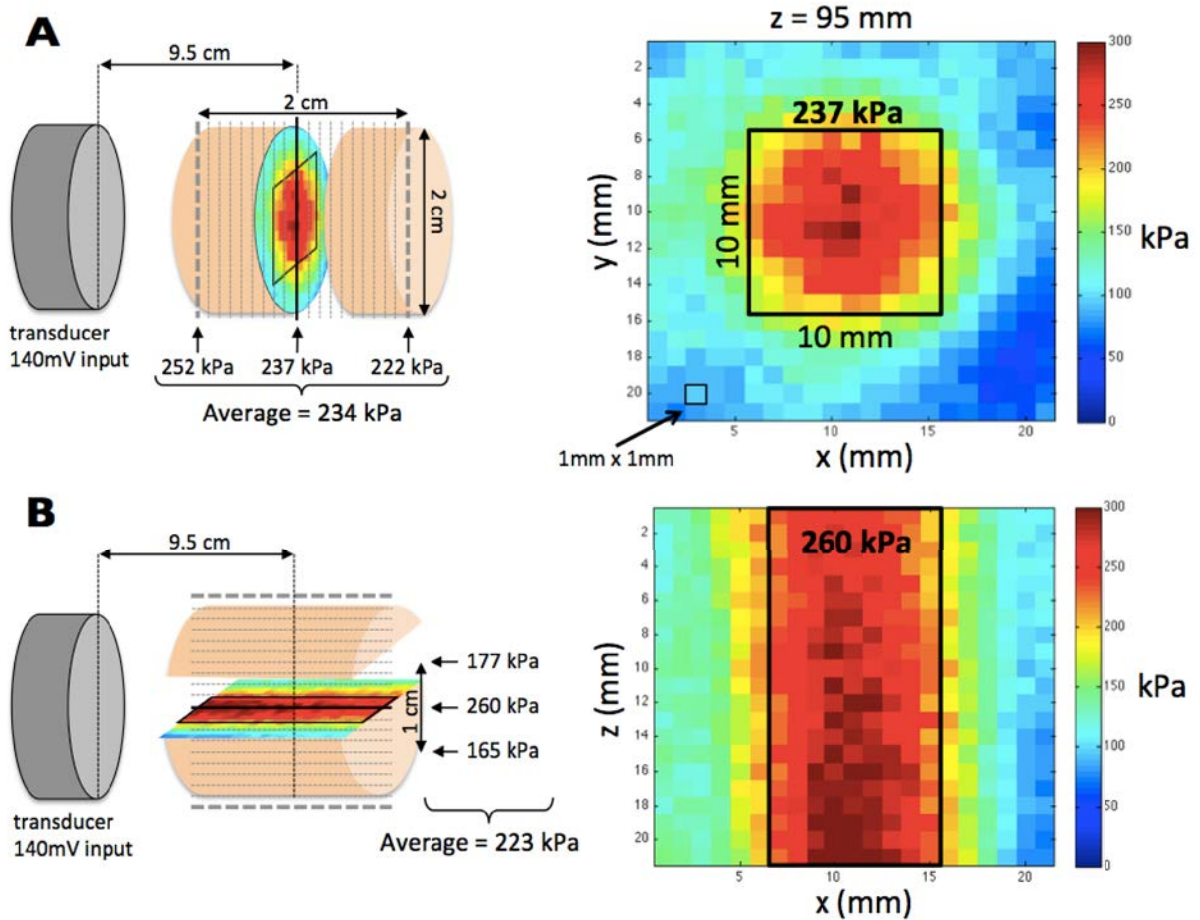 A
9.5 cm
2 cm
2 cm
transducer
140mV input
252 kPa
237 kPa
222 kPa
Average = 234 kPa
z = 95 mm
237 kPa
10 mm
10 mm
y (mm)
2
4
6
8
10
12
14
16
18
20
5
10
15
20
x (mm)
1mm x 1mm
300
250
200
150
100
50
0
kPa
B
9.5 cm
177 kPa
260 kPa
165 kPa
1 cm
transducer
140mV input
Average = 223 kPa
260 kPa
z (mm)
2
4
6
8
10
12
14
16
18
20
5
10
15
20
x (mm)
300
250
200
150
100
50
0
kPa